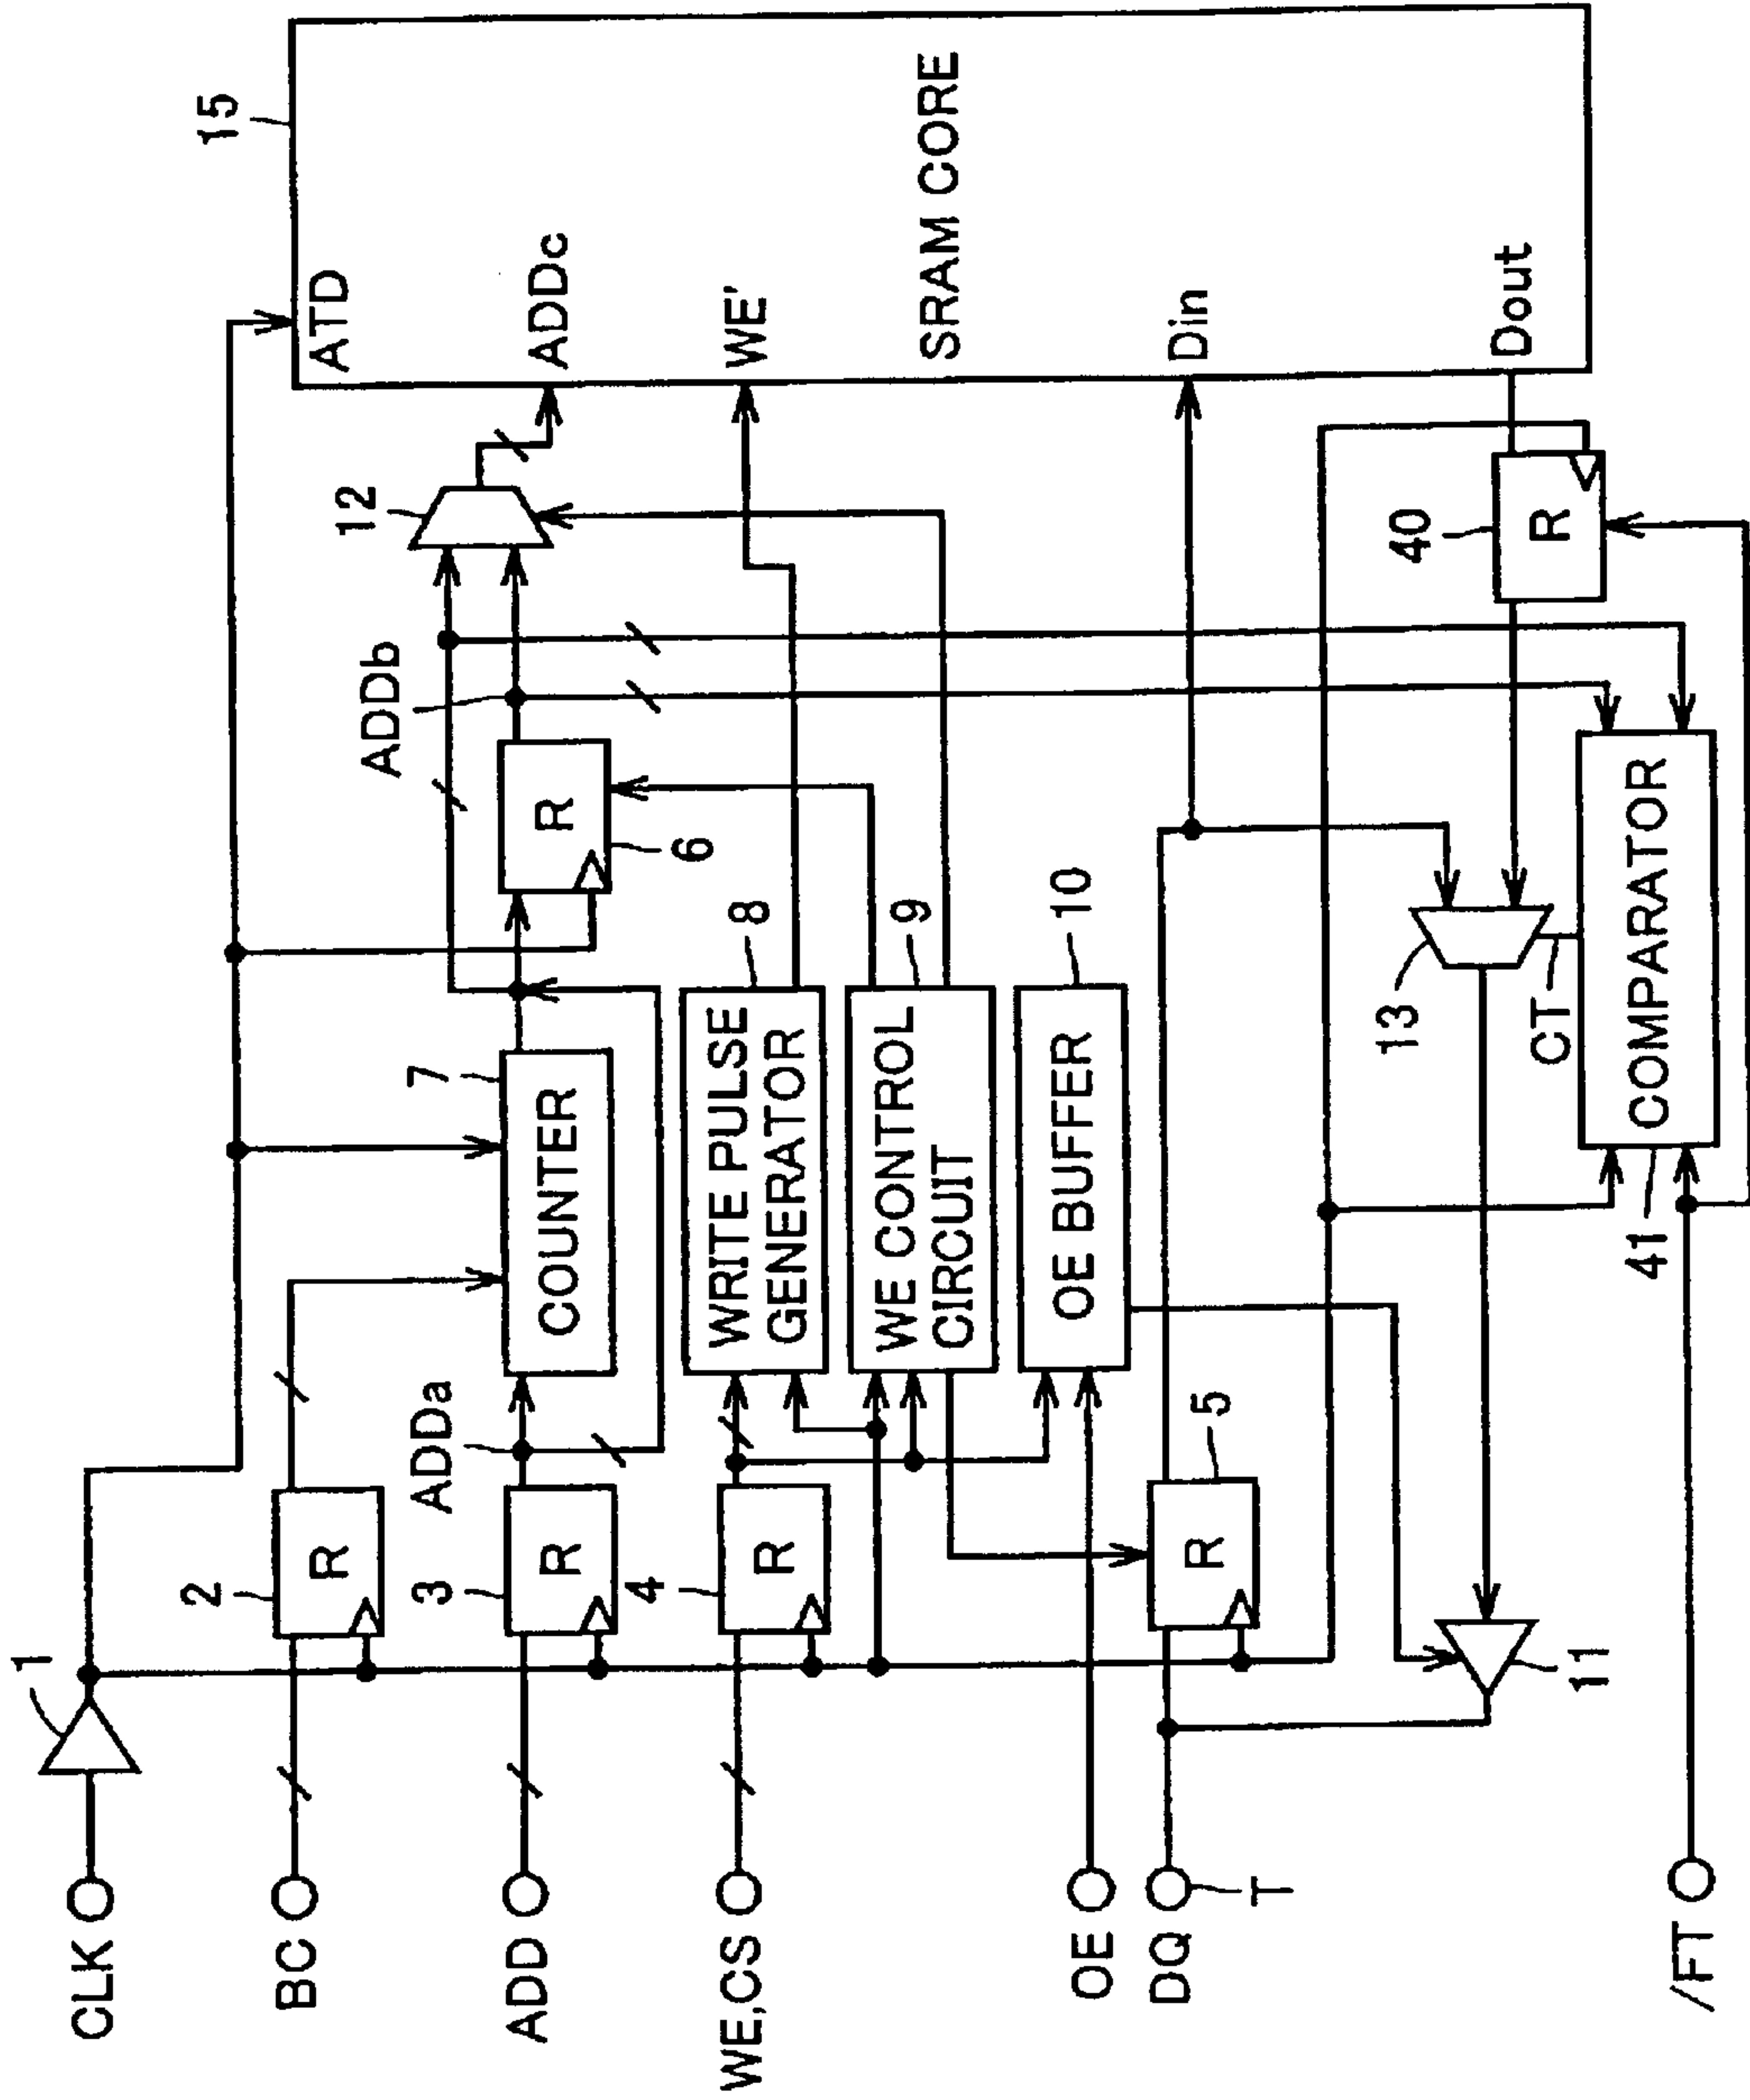 CLK
BC
ADD
WE,CS
OE
DQ
T
/FT
1
2
R
3
R
4
R
5
R
ADDa
7
COUNTER
8
WRITE PULSE
GENERATOR
9
WE CONTROL
CIRCUIT
10
OE BUFFER
11
6
R
ADDb
12
13
CT
41
COMPARATOR
40
R
15
ATD
ADDc
WE'
SRAM CORE
Din
Dout